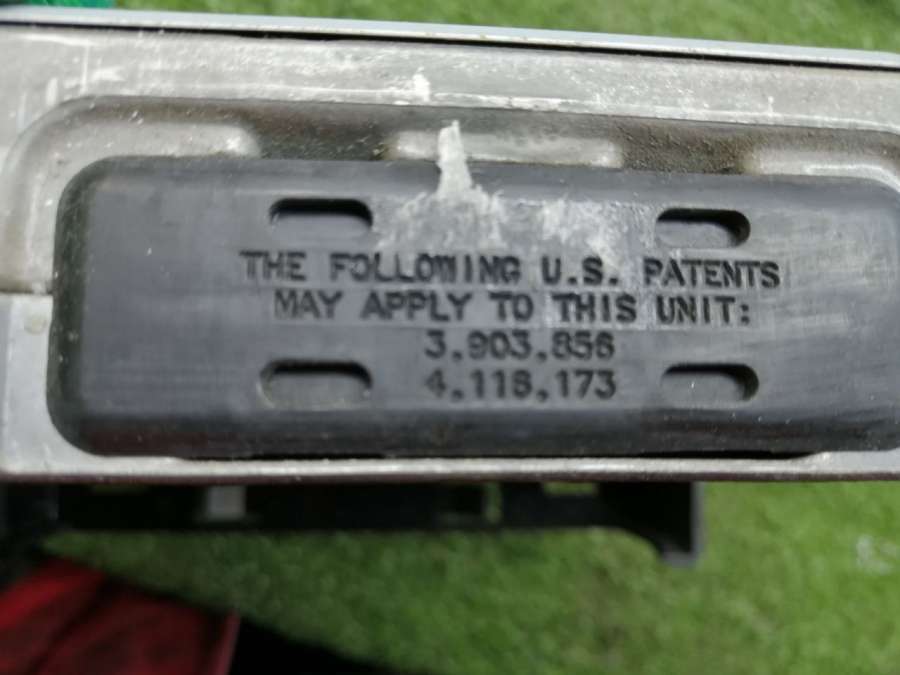 THE FOLLOWING U.S. PATENTS
MAY APPLY TO THIS UNIT:
3,903,856
4,118,173